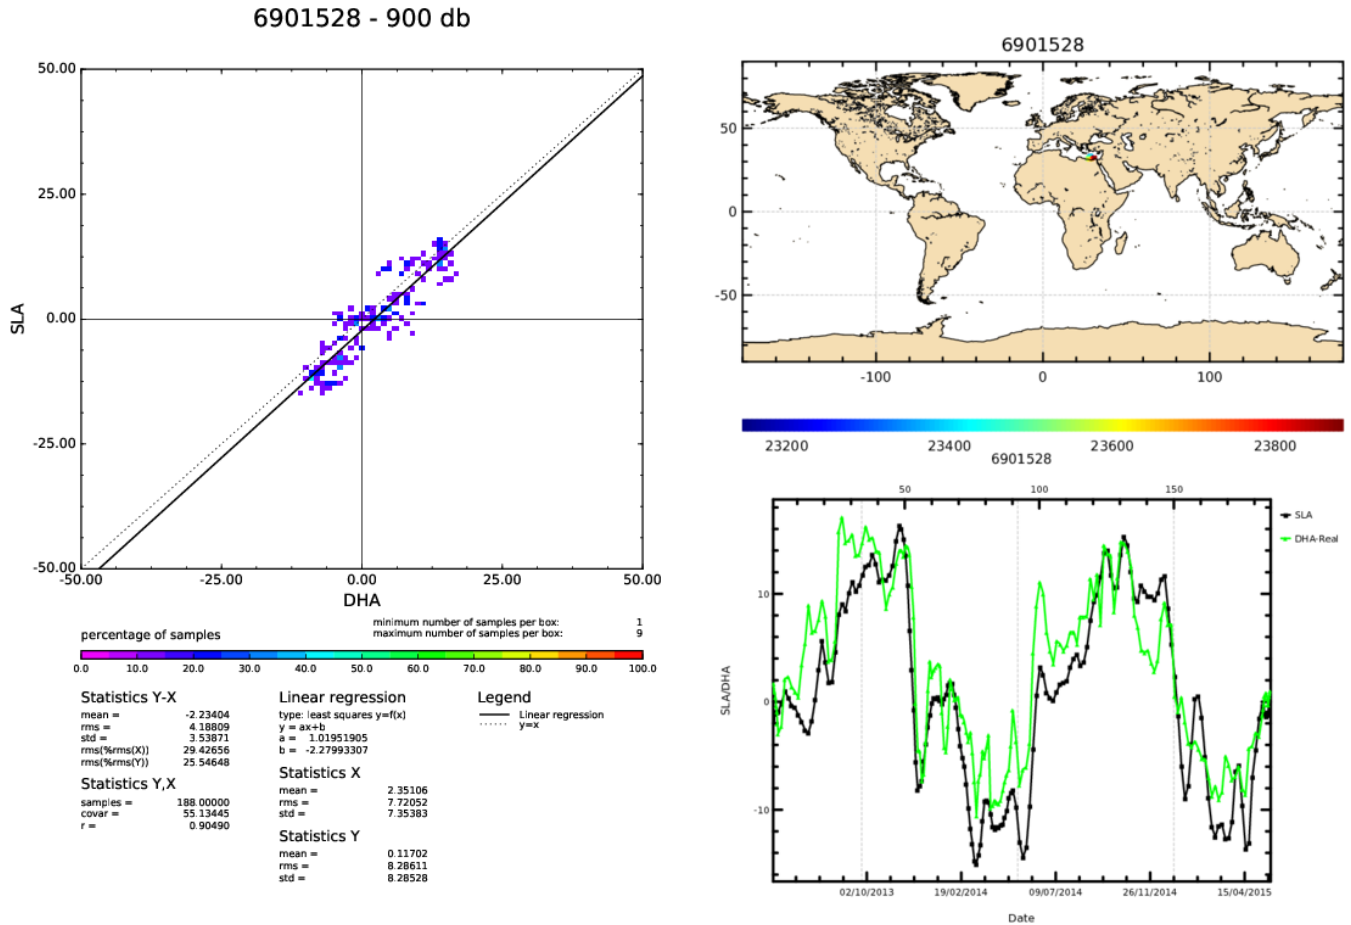 6901528 - 900 db
50.00
25.00
0.00
-25.00
-50.00
SLA
-50.00 -25.00 0.00 25.00 50.00
DHA
percentage of samples
minimum number of samples per box: 1
maximum number of samples per box: 9
0.0 10.0 20.0 30.0 40.0 50.0 60.0 70.0 80.0 90.0 100.0
Statistics Y-X
mean = -2.23404
rms = 4.18809
std = 3.53871
rms(%rms(X)) 29.42656
rms(%rms(Y)) 25.54648
Statistics Y,X
samples = 188.00000
covar = 55.13445
r = 0.90490
Linear regression
type: least squares y=f(x)
y = ax+b
a = 1.01951905
b = -2.27993307
Statistics X
mean = 2.35106
rms = 7.72052
std = 7.35383
Statistics Y
mean = 0.11702
rms = 8.28611
std = 8.28528
Legend
Linear regression
y=x
6901528
50
0
-50
-100 0 100
23200 23400 23600 23800
6901528
50 100 150
10
0
-10
SLA/DHA
SLA
DHA-Real
02/10/2013 19/02/2014 09/07/2014 26/11/2014 15/04/2015
Date